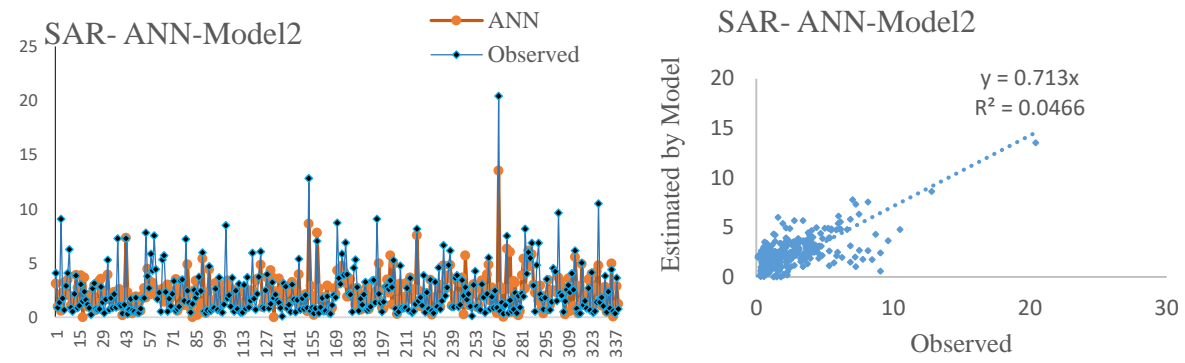 SAR- ANN-Model2
ANN
Observed
25
20
15
10
5
0
1 15 29 43 57 71 85 99 113 127 141 155 169 183 197 211 225 239 253 267 281 295 309 323 337
SAR- ANN-Model2
y = 0.713x
R² = 0.0466
Estimated by Model
20
15
10
5
0
0 10 20 30
Observed